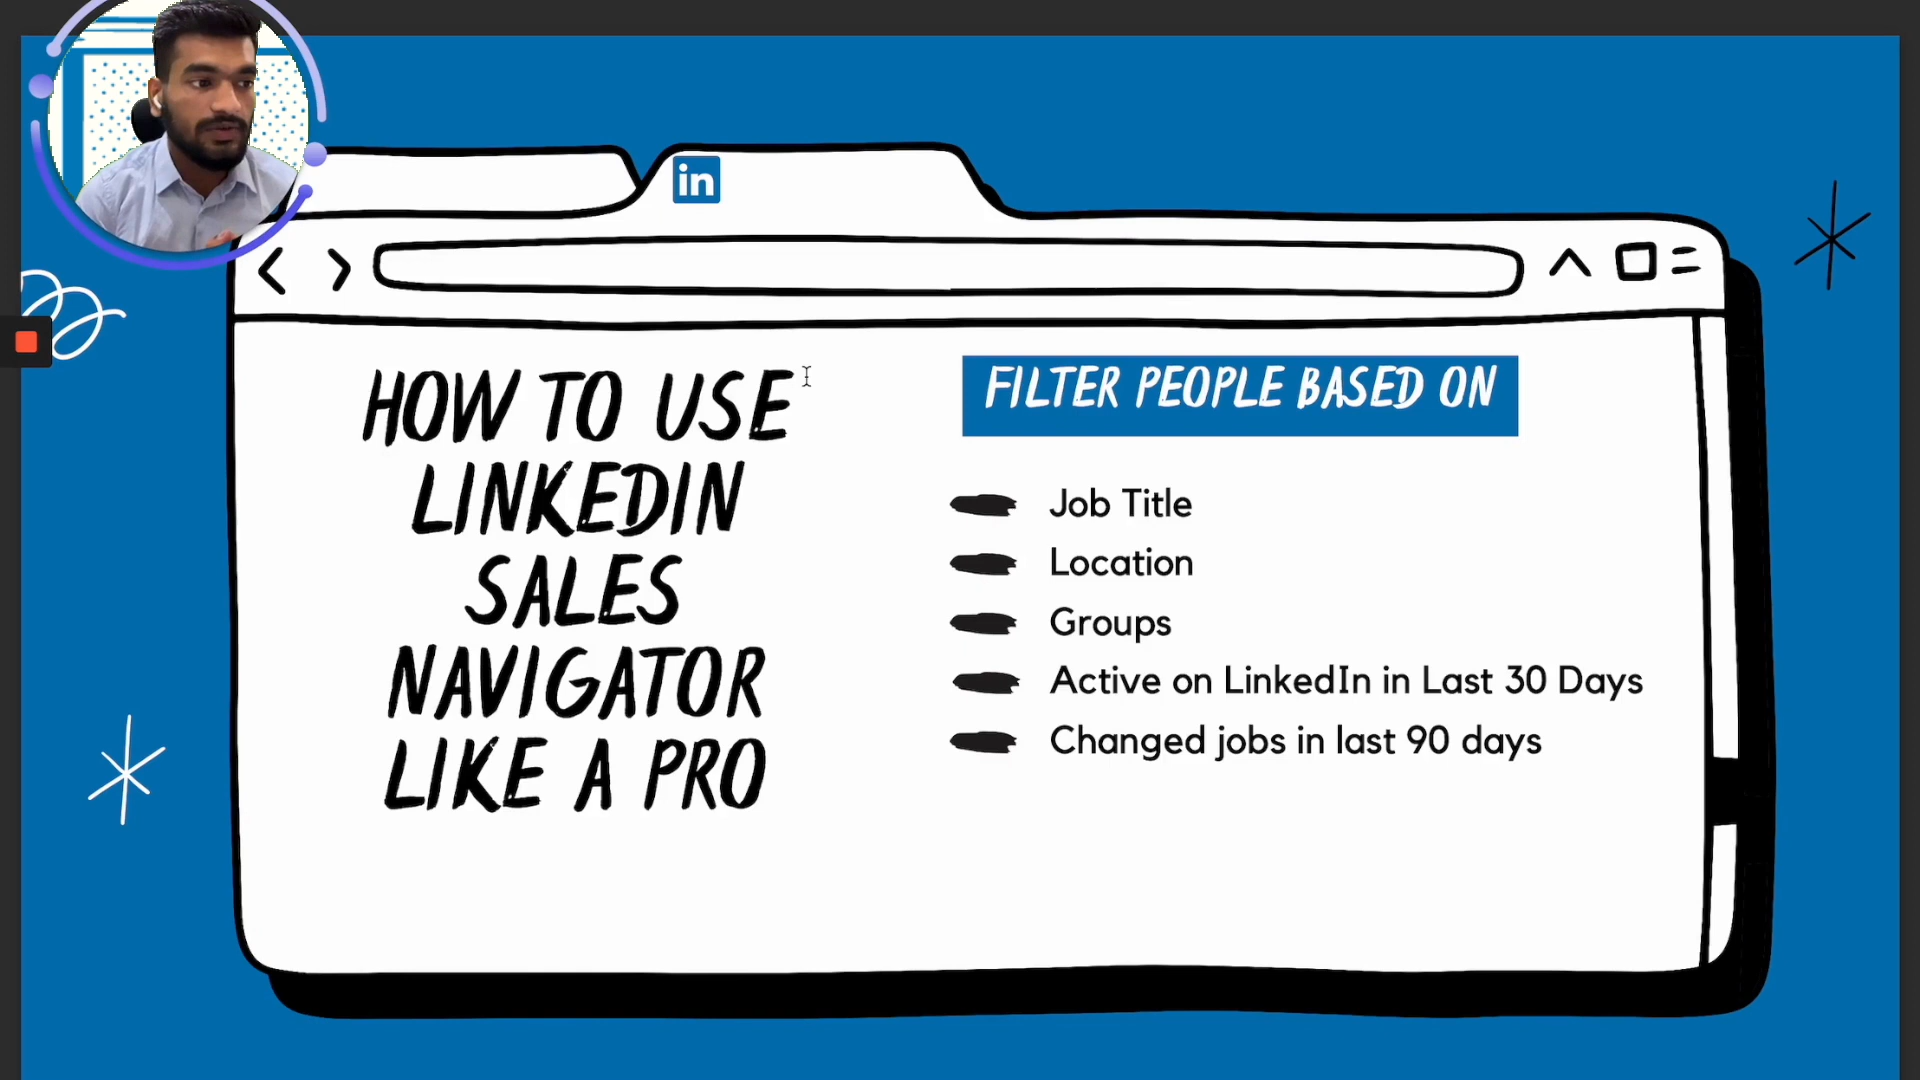 in
HOW TO USE
LINKEDIN
SALES
NAVIGATOR
LIKE A PRO
FILTER PEOPLE BASED ON
Job Title
Location
Groups
Active on LinkedIn in Last 30 Days
Changed jobs in last 90 days